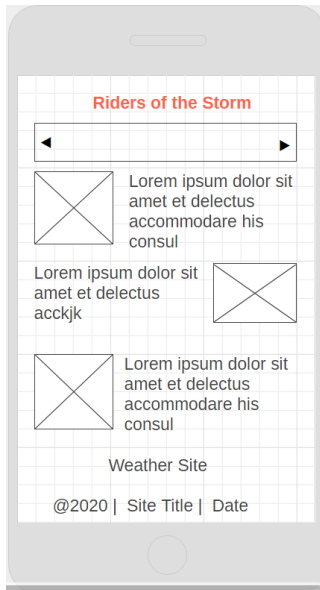 Riders of the Storm
Lorem ipsum dolor sit
amet et delectus
accommodare his
consul
Lorem ipsum dolor sit
amet et delectus
acckjk
Lorem ipsum dolor sit
amet et delectus
accommodare his
consul
Weather Site
@2020 | Site Title | Date